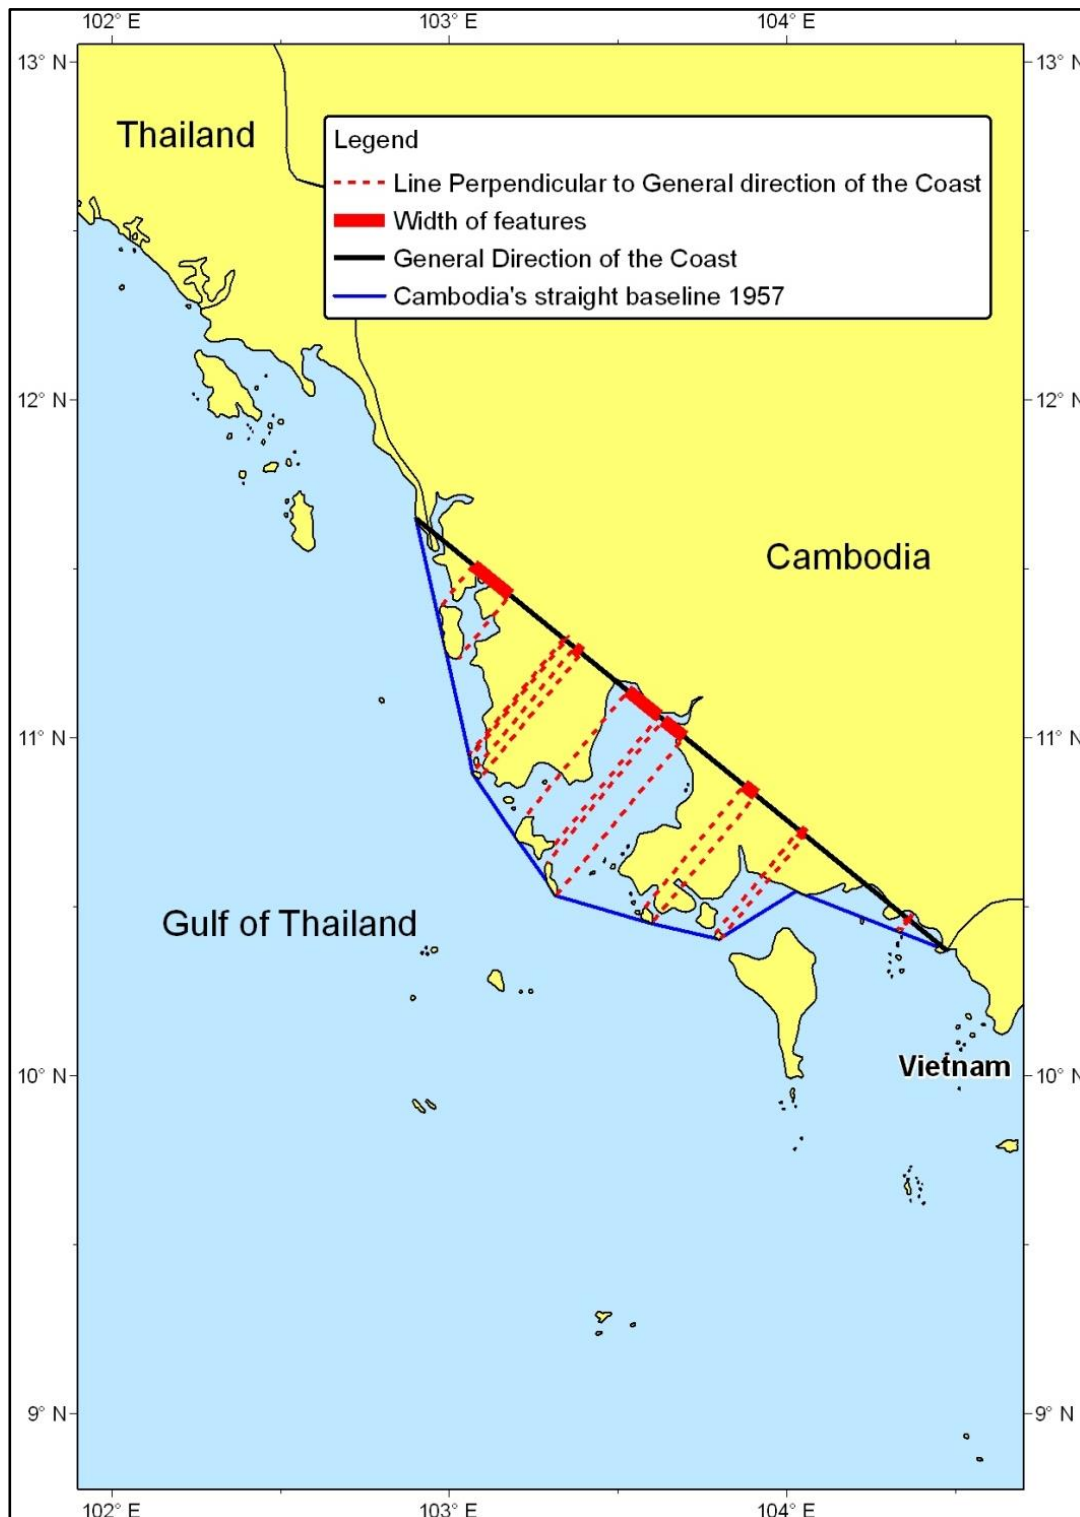 102° E 103° E 104° E
13° N 13° N
Thailand
Legend
Line Perpendicular to General direction of the Coast
Width of features
General Direction of the Coast
Cambodia's straight baseline 1957
12° N 12° N
Cambodia
11° N 11° N
Gulf of Thailand
Vietnam
10° N 10° N
9° N 9° N
102° E 103° E 104° E